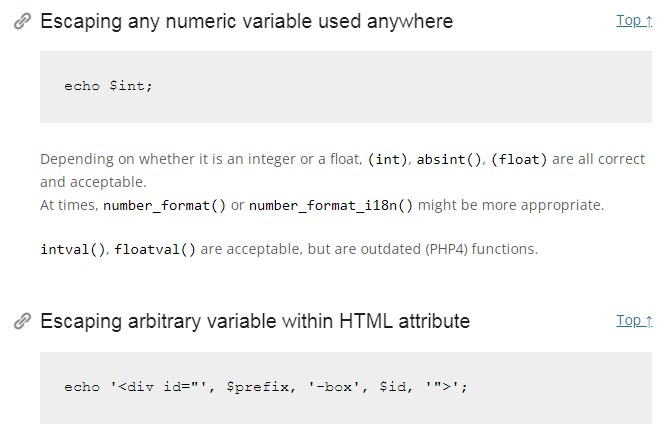 Escaping any numeric variable used anywhere Top ↑
echo $int;
Depending on whether it is an integer or a float, (int), absint(), (float) are all correct
and acceptable.
At times, number_format() or number_format_i18n() might be more appropriate.
intval(), floatval() are acceptable, but are outdated (PHP4) functions.
Escaping arbitrary variable within HTML attribute Top ↑
echo '<div id="', $prefix, '-box', $id, '">';